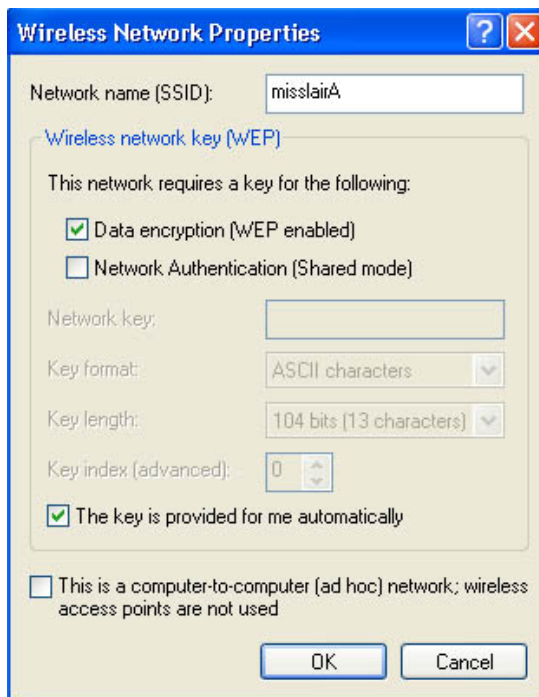 Wireless Network Properties
Network name (SSID): misslairA
Wireless network key (WEP)
This network requires a key for the following:
Data encryption (WEP enabled)
Network Authentication (Shared mode)
Network key:
Key format: ASCII characters
Key length: 104 bits (13 characters)
Key index (advanced): 0
The key is provided for me automatically
This is a computer-to-computer (ad hoc) network; wireless
access points are not used
OK Cancel